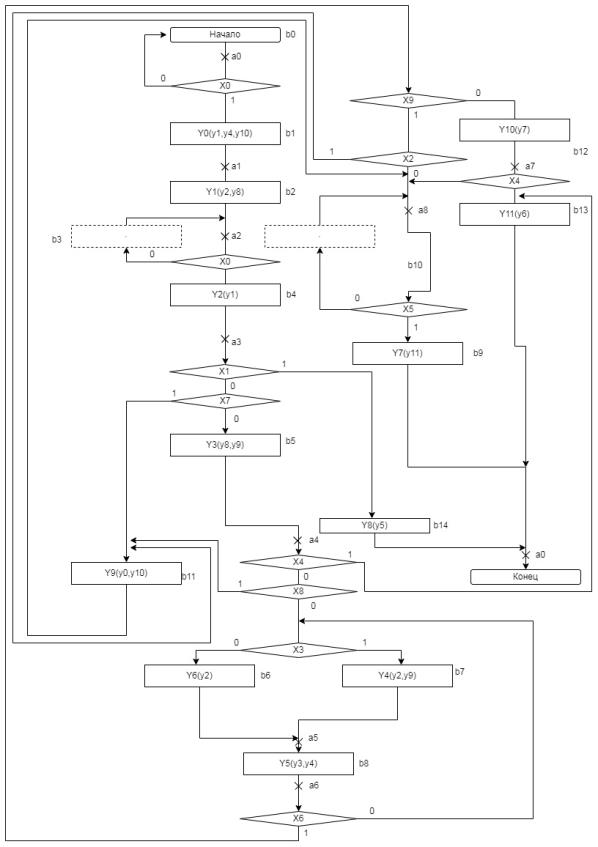 Начало
b0
a0
0
X0
1
Y0(y1,y4,y10)
b1
a1
Y1(y2,y8)
b2
b3
a2
X0
0
Y2(y1)
b4
a3
X1
1
0
1
X7
0
Y3(y8,y9)
b5
a4
X4
1
0
1
X8
0
Y9(y0,y10)
b11
0
X3
1
Y6(y2)
b6
Y4(y2,y9)
b7
a5
Y5(y3,y4)
b8
a6
X6
0
1
X9
0
1
Y10(y7)
b12
1
X2
0
a7
X4
Y11(y6)
b13
a8
b10
0
X5
1
Y7(y11)
b9
Y8(y5)
b14
a0
Конец